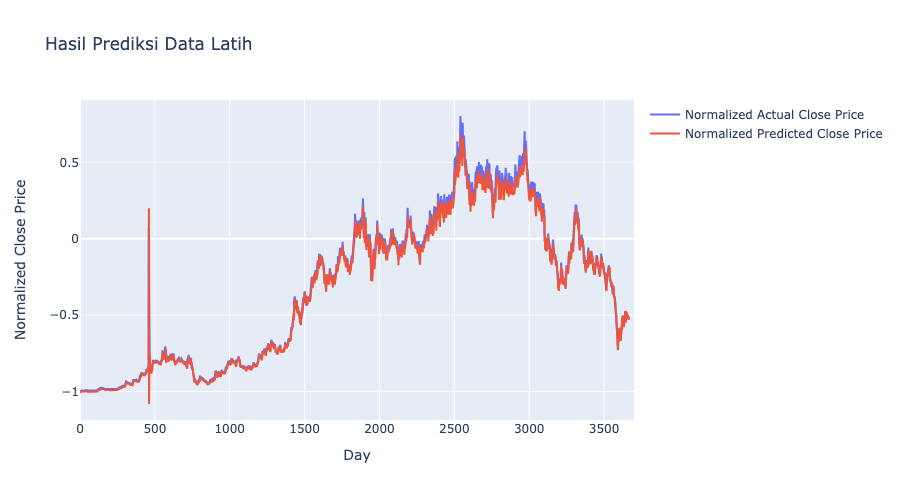 Hasil Prediksi Data Latih
Normalized Actual Close Price
Normalized Predicted Close Price
Normalized Close Price
0.5
0
−0.5
−1
0 500 1000 1500 2000 2500 3000 3500
Day